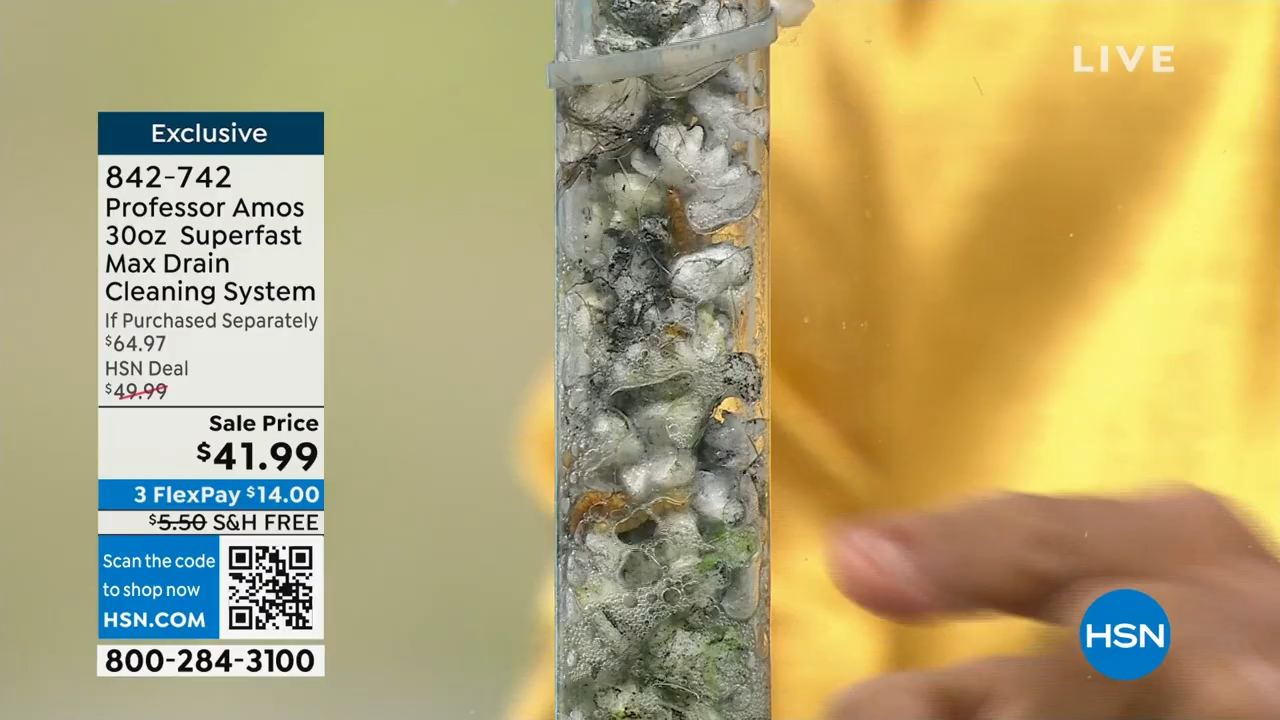 LIVE
Exclusive
842-742
Professor Amos
30oz Superfast
Max Drain
Cleaning System
If Purchased Separately
$64.97
HSN Deal
$49.99
Sale Price
$41.99
3 FlexPay $14.00
$5.50 S&H FREE
Scan the code
to shop now
HSN.COM
800-284-3100
HSN